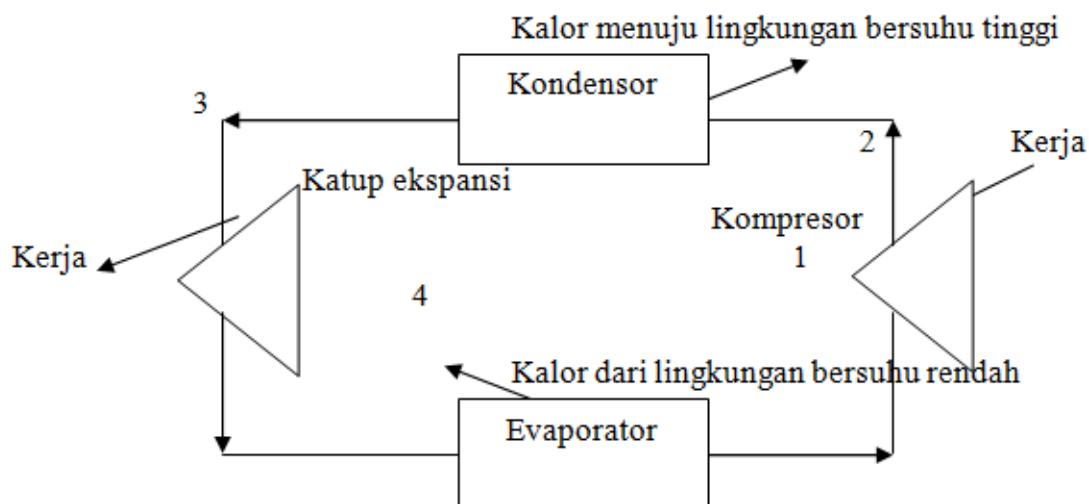 Kalor menuju lingkungan bersuhu tinggi
Kondensor
3
2
Kerja
Katup ekspansi
Kompresor
1
Kerja
4
Kalor dari lingkungan bersuhu rendah
Evaporator